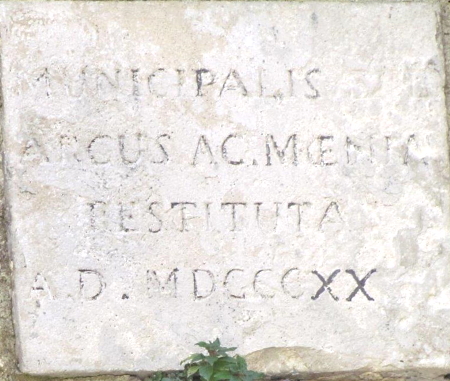 MUNICIPALIS
ARCUS AC. MŒNIA
RESTITUTA
A.D. MDCCCXX